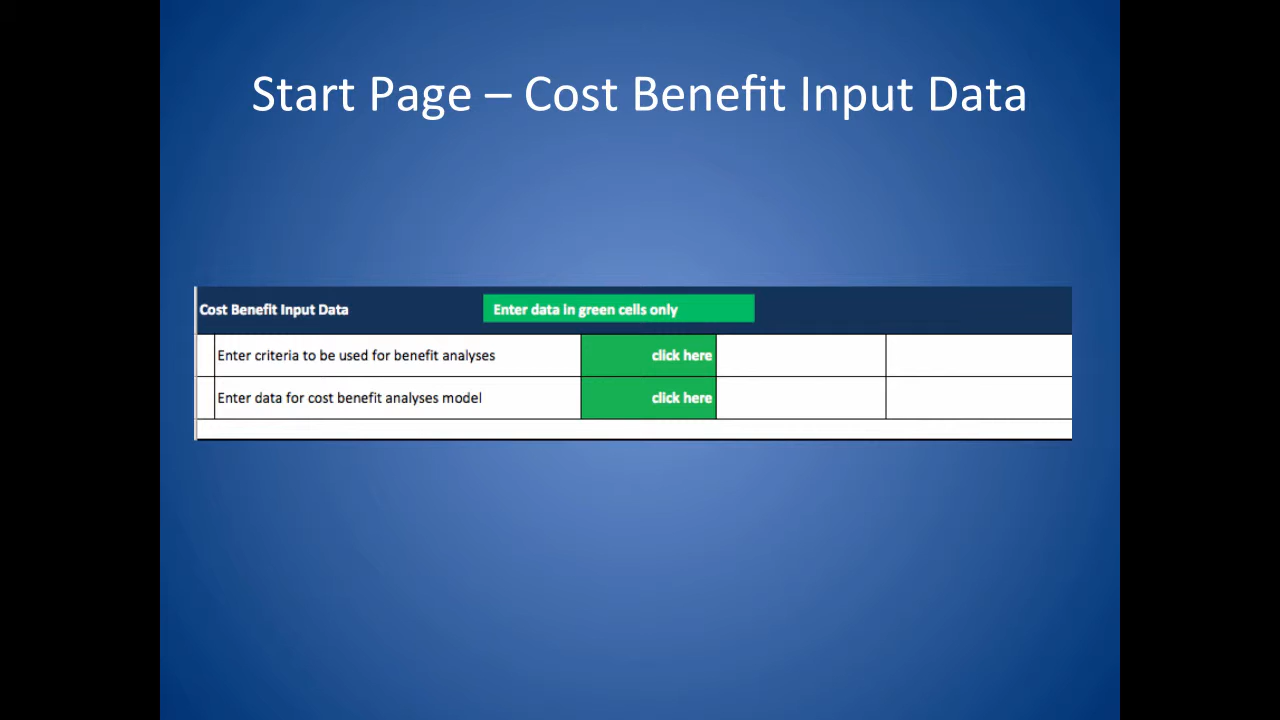 Start Page – Cost Benefit Input Data
Cost Benefit Input Data Enter data in green cells only
Enter criteria to be used for benefit analyses click here
Enter data for cost benefit analyses model click here